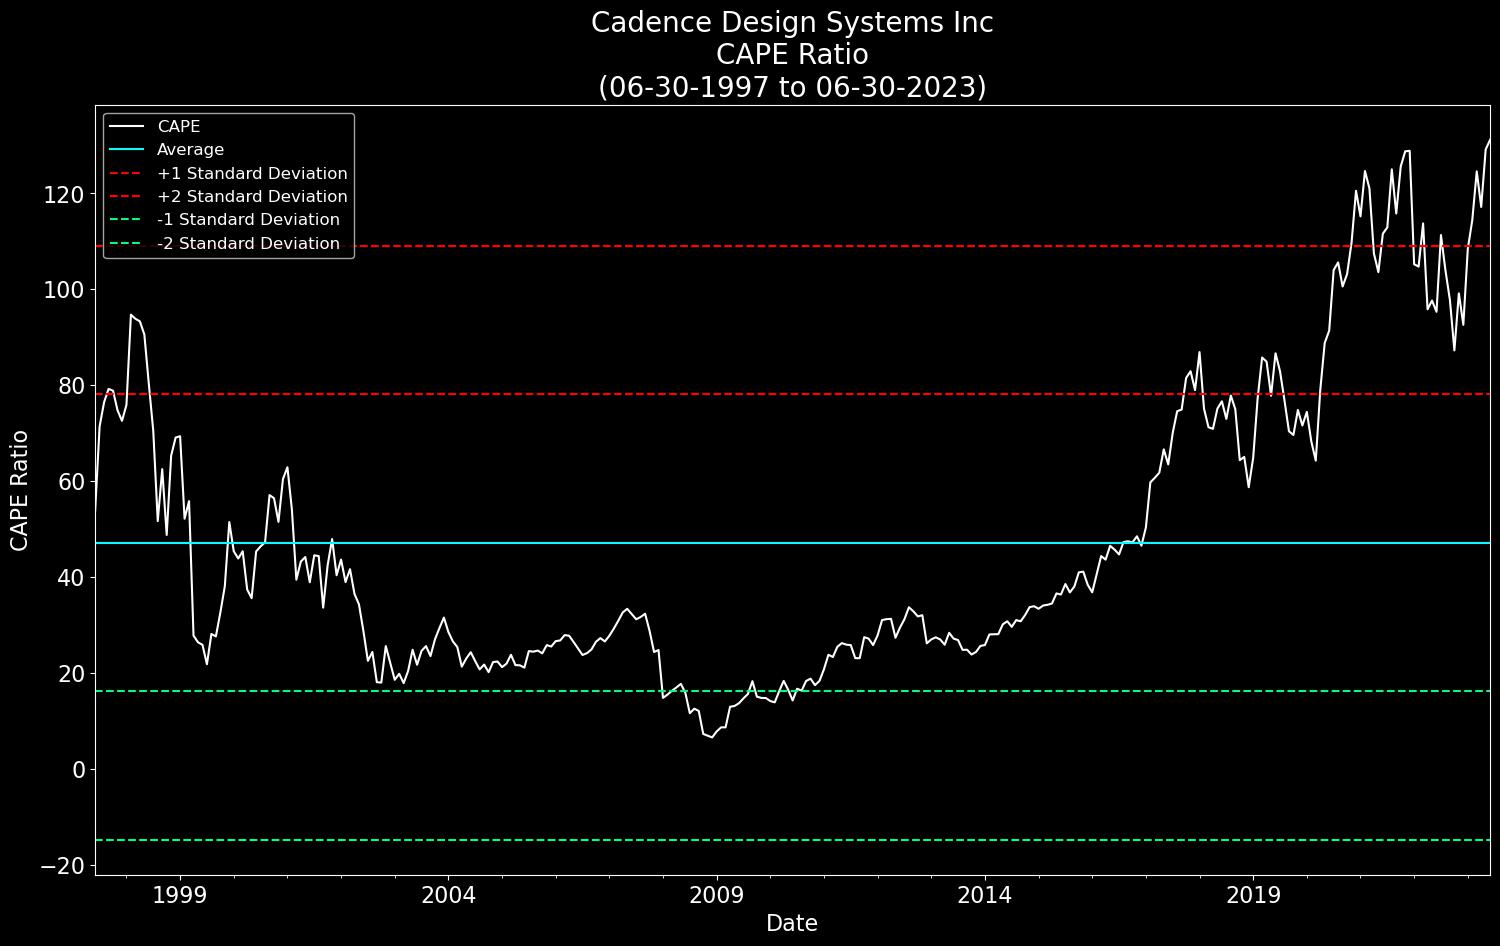 Cadence Design Systems Inc
CAPE Ratio
(06-30-1997 to 06-30-2023)
CAPE
Average
+1 Standard Deviation
+2 Standard Deviation
-1 Standard Deviation
-2 Standard Deviation
CAPE Ratio
120
100
80
60
40
20
0
−20
1999
2004
2009
2014
2019
Date